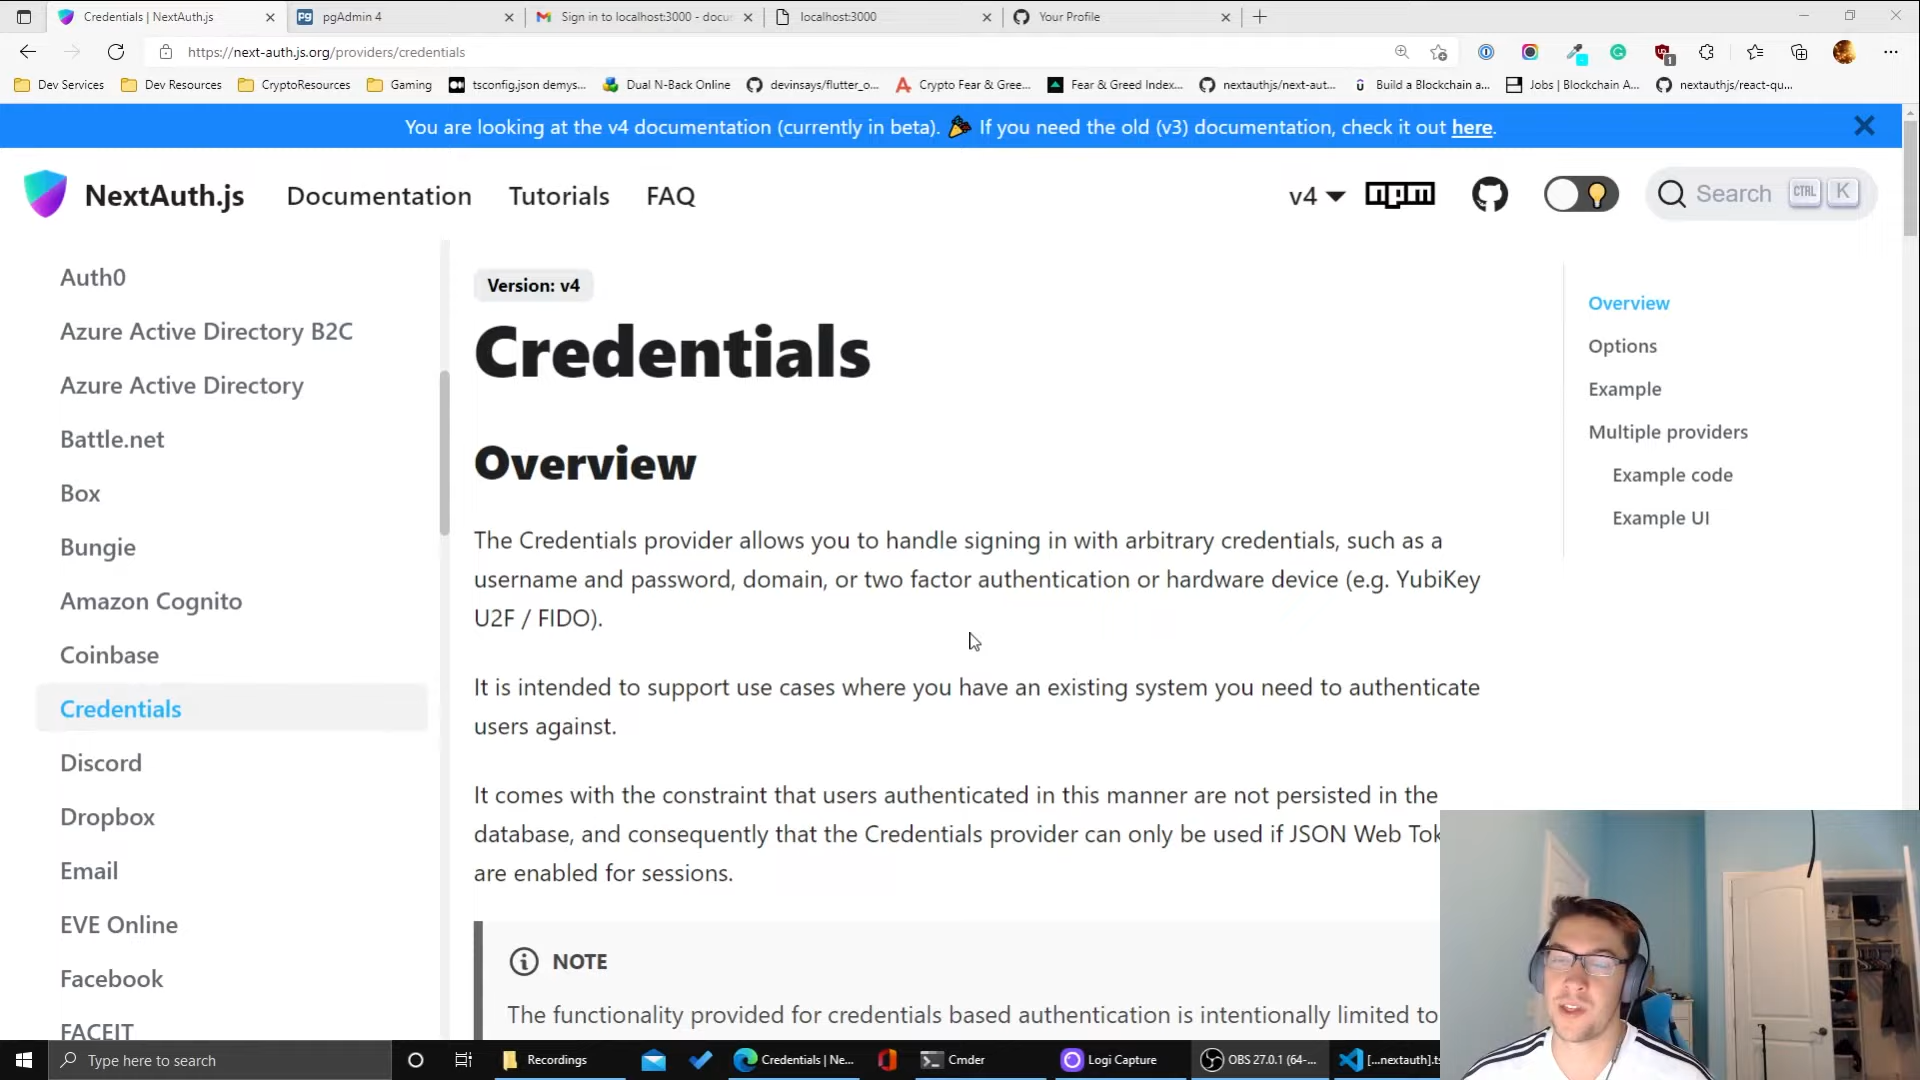 Credentials | NextAuth.js
pgAdmin 4
Sign in to localhost:3000 - docu
localhost:3000
Your Profile
https://next-auth.js.org/providers/credentials
Dev Services
Dev Resources
CryptoResources
Gaming
tsconfig.json demys...
Dual N-Back Online
devinsays/flutter_o...
Crypto Fear & Gree...
Fear & Greed Index...
nextauthjs/next-aut...
Build a Blockchain a...
Jobs | Blockchain A...
nextauthjs/react-qu...
You are looking at the v4 documentation (currently in beta). 🎉 If you need the old (v3) documentation, check it out here.
NextAuth.js
Documentation
Tutorials
FAQ
v4
npm
Search
CTRL
K
Auth0
Azure Active Directory B2C
Azure Active Directory
Battle.net
Box
Bungie
Amazon Cognito
Coinbase
Credentials
Discord
Dropbox
Email
EVE Online
Facebook
FACEIT
Version: v4
Credentials
Overview
The Credentials provider allows you to handle signing in with arbitrary credentials, such as a
username and password, domain, or two factor authentication or hardware device (e.g. YubiKey
U2F / FIDO).
It is intended to support use cases where you have an existing system you need to authenticate
users against.
It comes with the constraint that users authenticated in this manner are not persisted in the
database, and consequently that the Credentials provider can only be used if JSON Web Tok
are enabled for sessions.
NOTE
The functionality provided for credentials based authentication is intentionally limited to
Overview
Options
Example
Multiple providers
Example code
Example UI
Type here to search
Recordings
Credentials | Ne...
Cmder
Logi Capture
OBS 27.0.1 (64-...
[...nextauth].ts